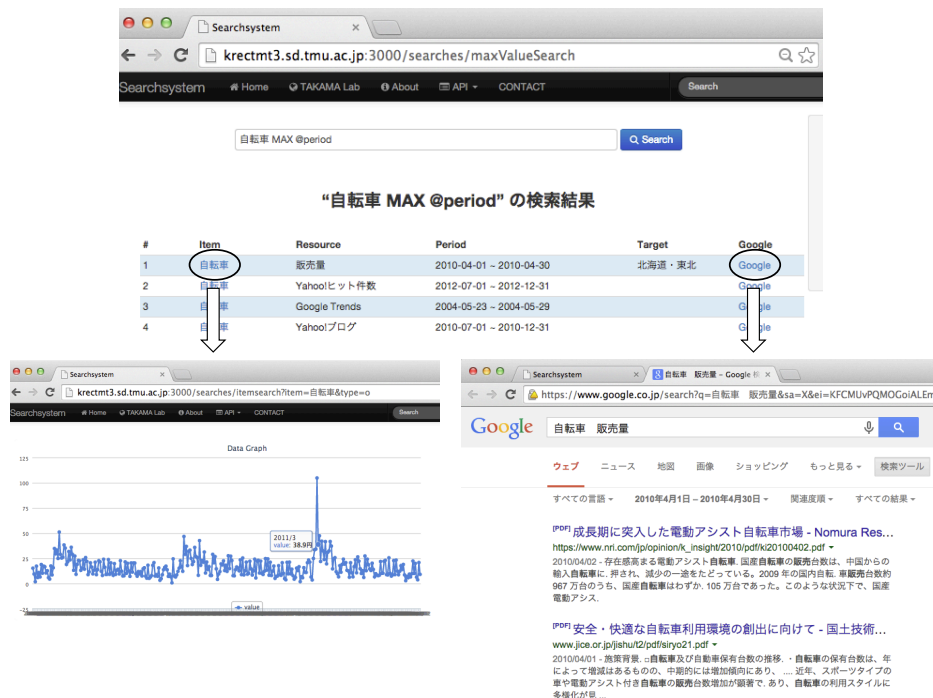 Searchsystem
krectmt3.sd.tmu.ac.jp:3000/searches/maxValueSearch
Searchsystem Home TAKAMA Lab About API CONTACT Search
自転車 MAX @period Search
“自転車 MAX @period” の検索結果
# Item Resource Period Target Google
1 自転車 販売量 2010-04-01 ~ 2010-04-30 北海道・東北 Google
2 自転車 Yahoo!ヒット件数 2012-07-01 ~ 2012-12-31 Google
3 自転車 Google Trends 2004-05-23 ~ 2004-05-29 Google
4 自転車 Yahoo!ブログ 2010-07-01 ~ 2010-12-31 Google
Searchsystem
krectmt3.sd.tmu.ac.jp:3000/searches/itemsearch?item=自転車&type=o
Searchsystem Home TAKAMA Lab About API CONTACT Search
Data Graph
125
100
75
50
25
0
-25
2011/3
value: 38.9円
value
Searchsystem 自転車 販売量 - Google
https://www.google.co.jp/search?q=自転車 販売量&sa=X&ei=KFCMUvPQMOGoiALEm
Google 自転車 販売量
ウェブ ニュース 地図 画像 ショッピング もっと見る 検索ツール
すべての言語 2010年4月1日 – 2010年4月30日 関連度順 すべての結果
[PDF] 成長期に突入した電動アシスト自転車市場 - Nomura Res...
https://www.nri.com/jp/opinion/k_insight/2010/pdf/ki20100402.pdf
2010/04/02 - 存在感高まる電動アシスト自転車. 国産自転車の販売台数は、中国からの
輸入自転車に. 押され、減少の一途をたどっている。2009 年の国内自転. 車販売台数約
967 万台のうち、国産自転車はわずか. 105 万台であった。このような状況下で、国産
電動アシス.
[PDF] 安全・快適な自転車利用環境の創出に向けて - 国土技術...
www.jice.or.jp/jishu/t2/pdf/siryo21.pdf
2010/04/01 - 施策背景. □自転車及び自動車保有台数の推移. ・自転車の保有台数は、年
によって増減はあるものの、中期的には増加傾向にあり、 .... 近年、スポーツタイプの
車や電動アシスト付き自転車の販売台数増加が顕著で. あり、自転車の利用スタイルに
多様化が見 ...